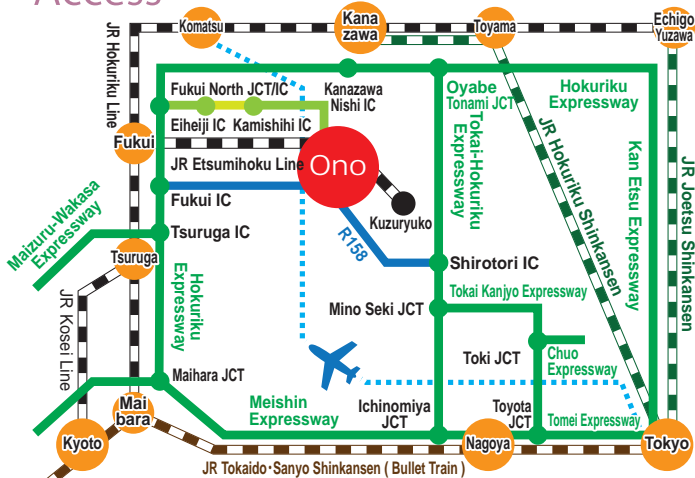 Access
Komatsu
Kana
zawa
Toyama
Echigo
Yuzawa
JR Hokuriku Line
Fukui North JCT/IC
Kanazawa
Nishi IC
Oyabe
Tonami JCT
Hokuriku
Expressway
Eiheiji IC
Kamishihi IC
Fukui
JR Etsumihoku Line
Ono
Tokai-Hokuriku
Expressway
JR Hokuriku Shinkansen
Kan Etsu Expressway
JR Joetsu Shinkansen
Fukui IC
Kuzuryuko
Maizuru-Wakasa
Expressway
Tsuruga IC
R158
Tsuruga
Shirotori IC
Hokuriku
Expressway
JR Kosei Line
Tokai Kanjyo Expressway
Mino Seki JCT
Toki JCT
Chuo
Expressway
Maihara JCT
Mai
bara
Meishin
Expressway
Ichinomiya
JCT
Toyota
JCT
Tomei Expressway
Kyoto
Nagoya
Tokyo
JR Tokaido･Sanyo Shinkansen ( Bullet Train )